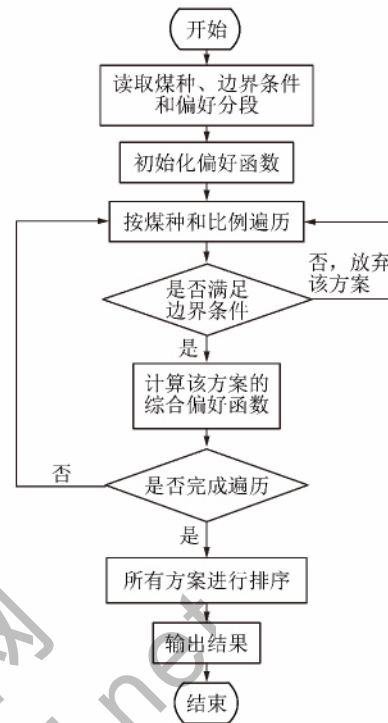 开始
读取煤种、边界条件
和偏好分段
初始化偏好函数
按煤种和比例遍历
否，放弃
该方案
是否满足
边界条件
是
计算该方案的
综合偏好函数
否
是否完成遍历
是
所有方案进行排序
输出结果
结束
网
.net